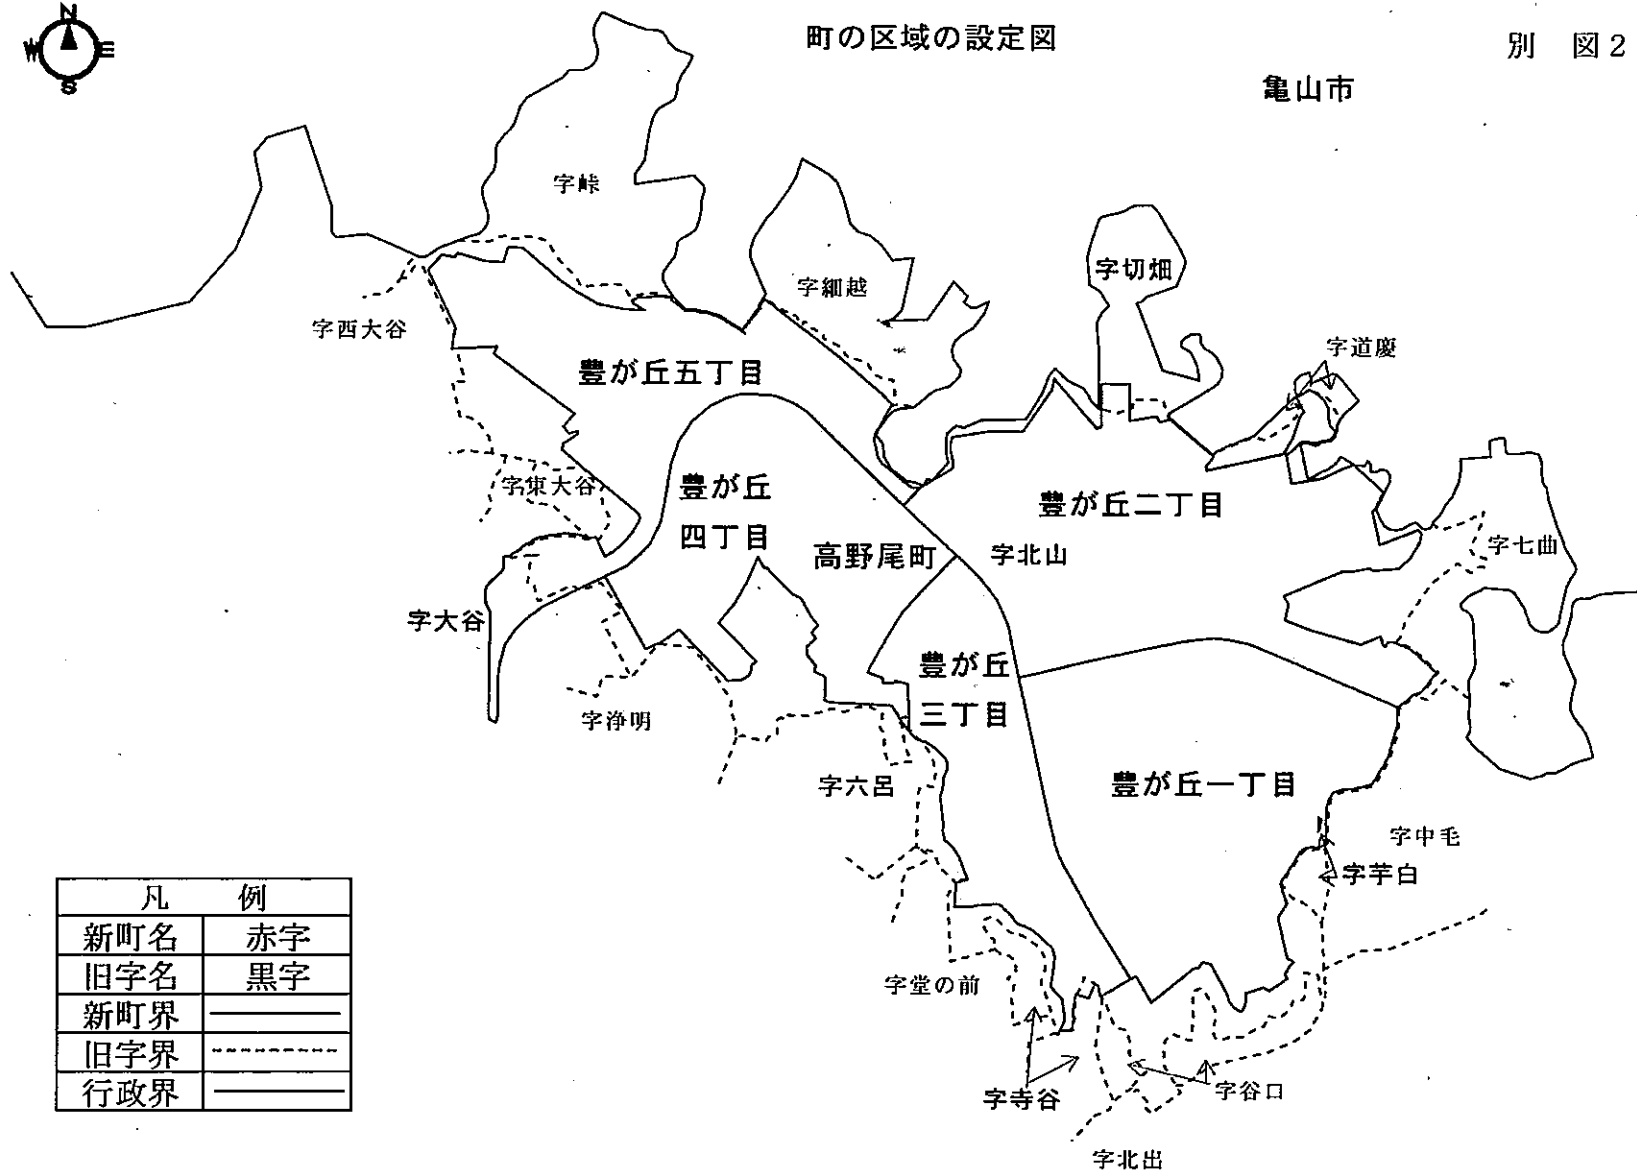 N
W E
S
町の区域の設定図
別 図2
亀山市
字峠
字細越
字切畑
字西大谷
字道慶
豊が丘五丁目
字東大谷
豊が丘
四丁目
豊が丘二丁目
高野尾町
字北山
字七曲
字大谷
豊が丘
三丁目
字浄明
字六呂
豊が丘一丁目
字中毛
字芋白
字堂の前
字寺谷
字谷口
字北出
凡 例
新町名 赤字
旧字名 黒字
新町界
旧字界
行政界